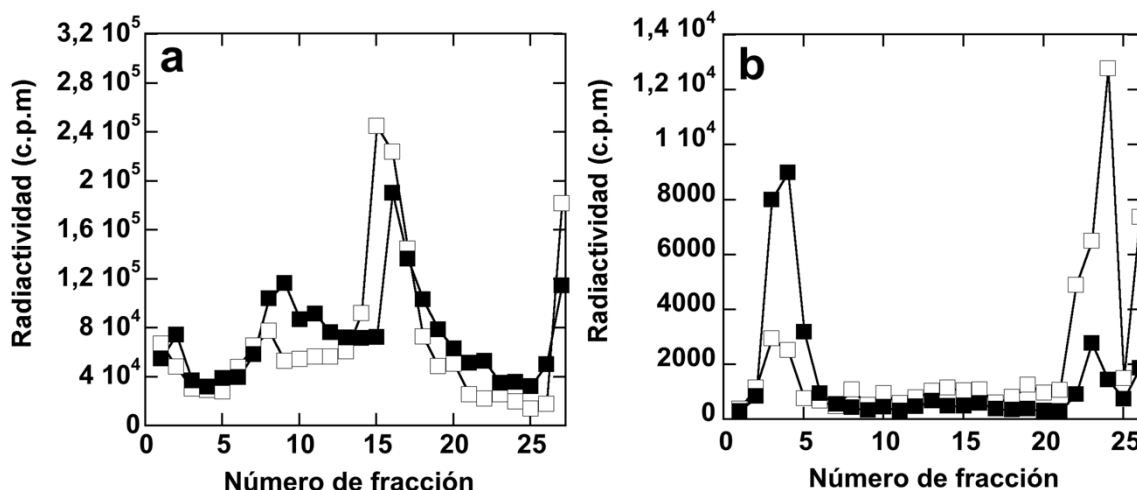 a
Radiactividad (c.p.m)
3,2 10⁵
2,8 10⁵
2,4 10⁵
2 10⁵
1,6 10⁵
1,2 10⁵
8 10⁴
4 10⁴
0
0 5 10 15 20 25
Número de fracción
b
Radiactividad (c.p.m)
1,4 10⁴
1,2 10⁴
1 10⁴
8000
6000
4000
2000
0
0 5 10 15 20 25
Número de fracción